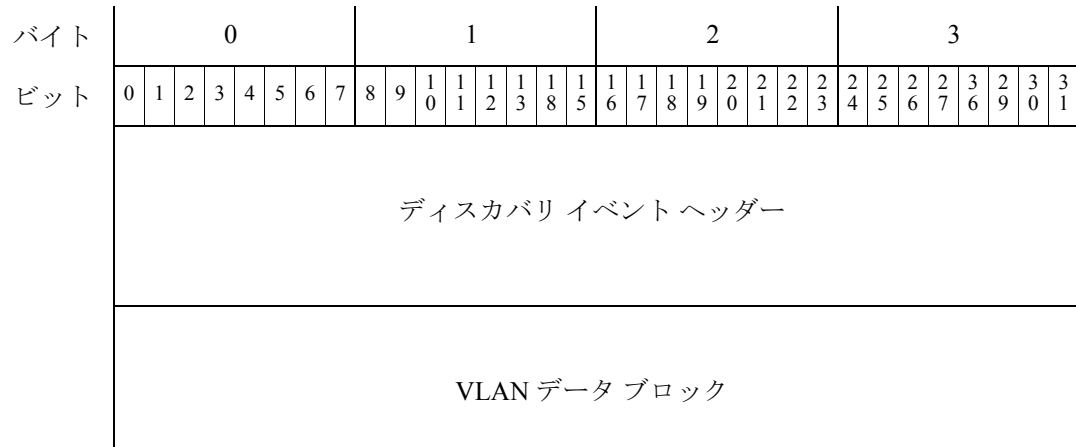 バイト 0 1 2 3
ビット 0 1 2 3 4 5 6 7 8 9 10 11 12 13 18 15 16 17 18 19 20 21 22 23 24 25 26 27 36 29 30 31
ディスカバリ イベント ヘッダー
VLAN データ ブロック